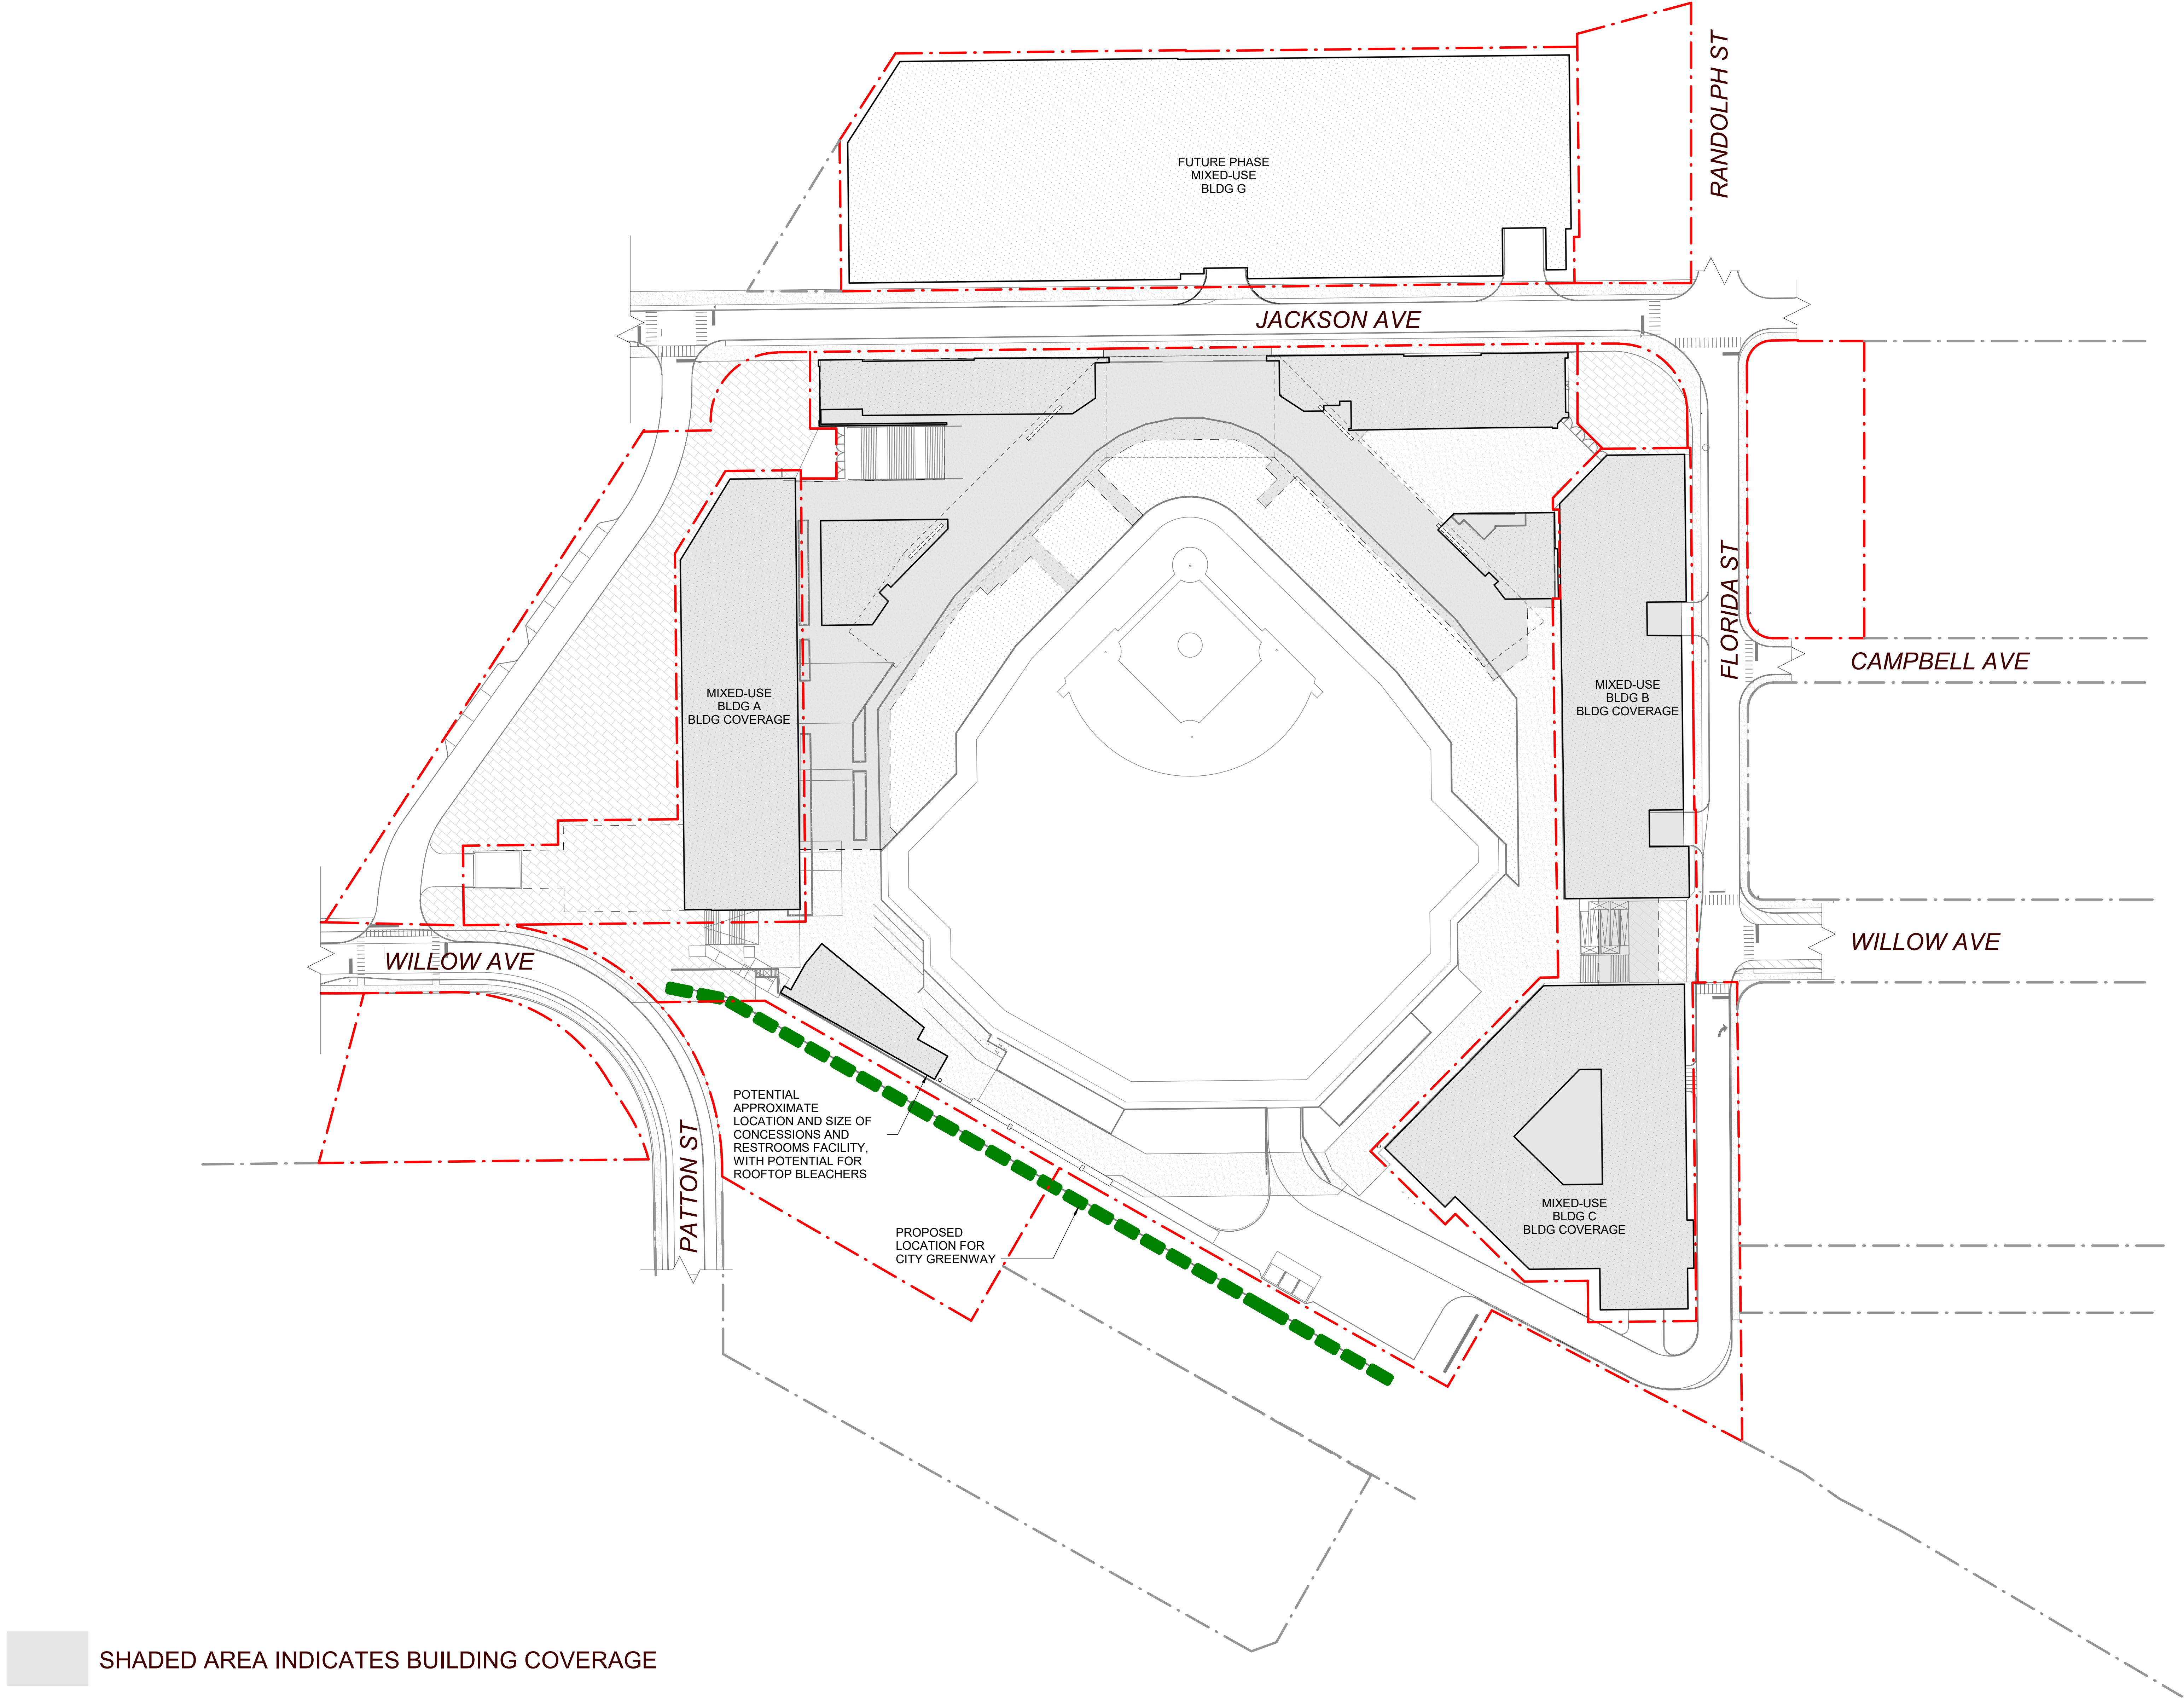 RANDOLPH ST
FUTURE PHASE
MIXED-USE
BLDG G
JACKSON AVE
FLORIDA ST
CAMPBELL AVE
MIXED-USE
BLDG A
BLDG COVERAGE
MIXED-USE
BLDG B
BLDG COVERAGE
WILLOW AVE
WILLOW AVE
POTENTIAL
APPROXIMATE
LOCATION AND SIZE OF
CONCESSIONS AND
RESTROOMS FACILITY,
WITH POTENTIAL FOR
ROOFTOP BLEACHERS
PATTON ST
PROPOSED
LOCATION FOR
CITY GREENWAY
MIXED-USE
BLDG C
BLDG COVERAGE
SHADED AREA INDICATES BUILDING COVERAGE